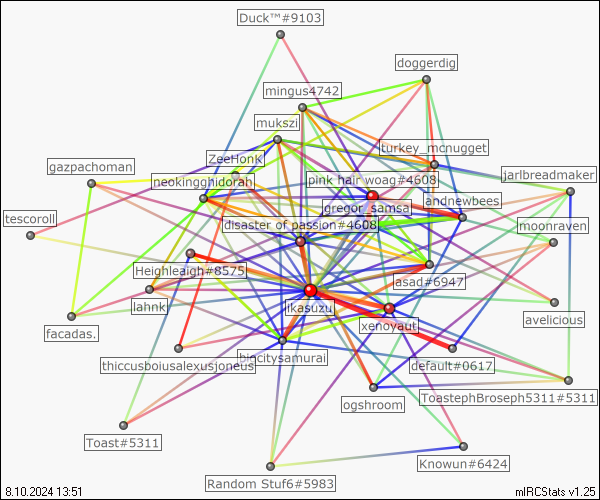 Duck™#9103
doggerdig
mingus4742
mukszi
turkey_mcnugget
ZeeHonk
gazpachoman
pink hair woag#4608
jarlbreadmaker
neokingghidorah
andnewbees
gregor_samsa
tescoroll
disaster of passion#4608
moonraven
Heighleaigh#8575
asad#6947
lahnk
ikasuzu
avelicious
xenoyaut
facadas.
bigcitysamurai
thiccusboiusalexusjoneus
default#0617
ToastephBroseph5311#5311
ogshroom
Toast#5311
Knowun#6424
Random Stuf6#5983
8.10.2024 13:51
mIRCStats v1.25